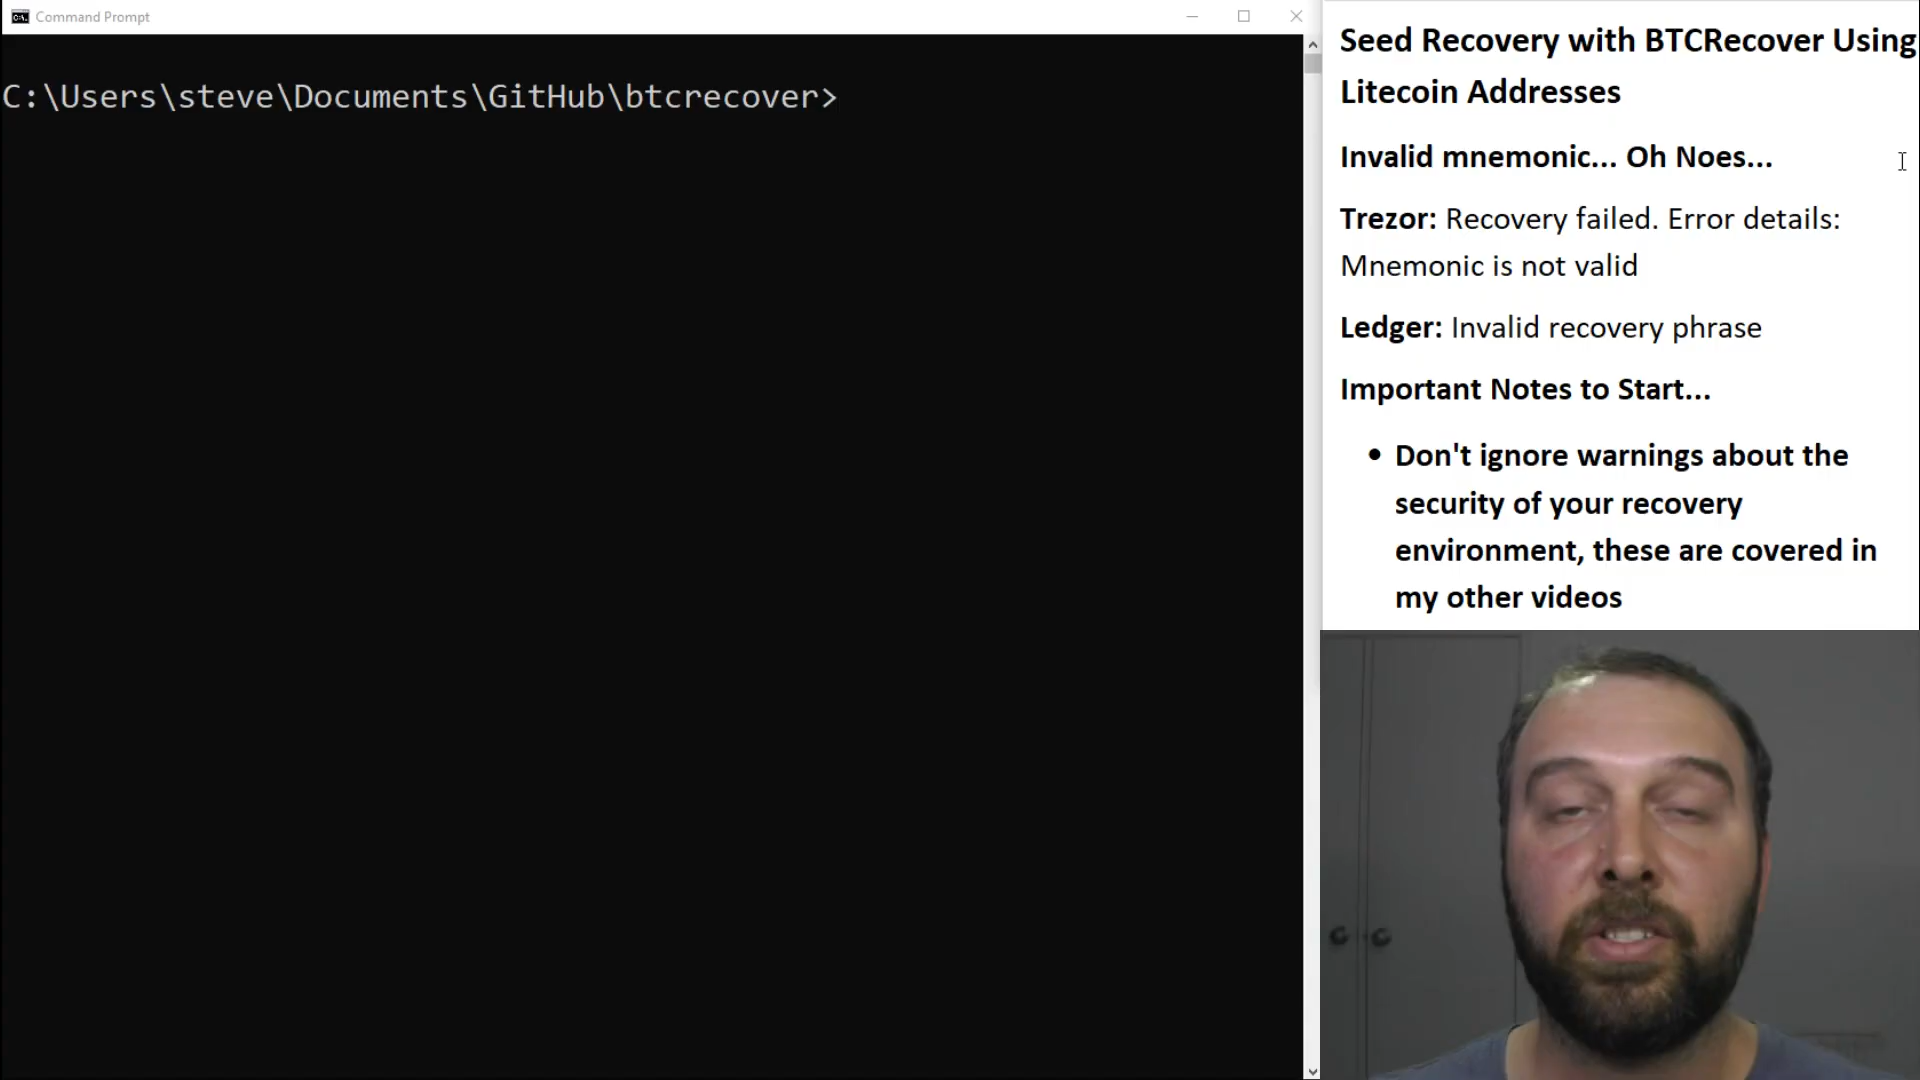 Command Prompt
C:\Users\steve\Documents\GitHub\btcrecover>
Seed Recovery with BTCRecover Using
Litecoin Addresses
Invalid mnemonic... Oh Noes...
Trezor: Recovery failed. Error details:
Mnemonic is not valid
Ledger: Invalid recovery phrase
Important Notes to Start...
• Don't ignore warnings about the
security of your recovery
environment, these are covered in
my other videos